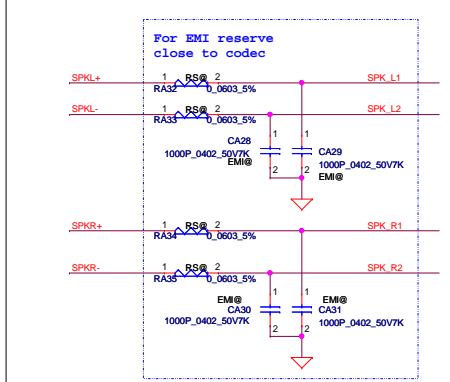 For EMI reserve
close to codec
SPKL+ 1 RS@ 2 SPK_L1
RA32 0_0603_5%
SPKL- 1 RS@ 2 SPK_L2
RA33 0_0603_5%
CA28 1 1 CA29
1000P_0402_50V7K 1000P_0402_50V7K
EMI@ 2 2 EMI@
SPKR+ 1 RS@ 2 SPK_R1
RA34 0_0603_5%
SPKR- 1 RS@ 2 SPK_R2
RA35 0_0603_5%
EMI@ 1 1 EMI@
CA30 CA31
1000P_0402_50V7K 2 2 1000P_0402_50V7K